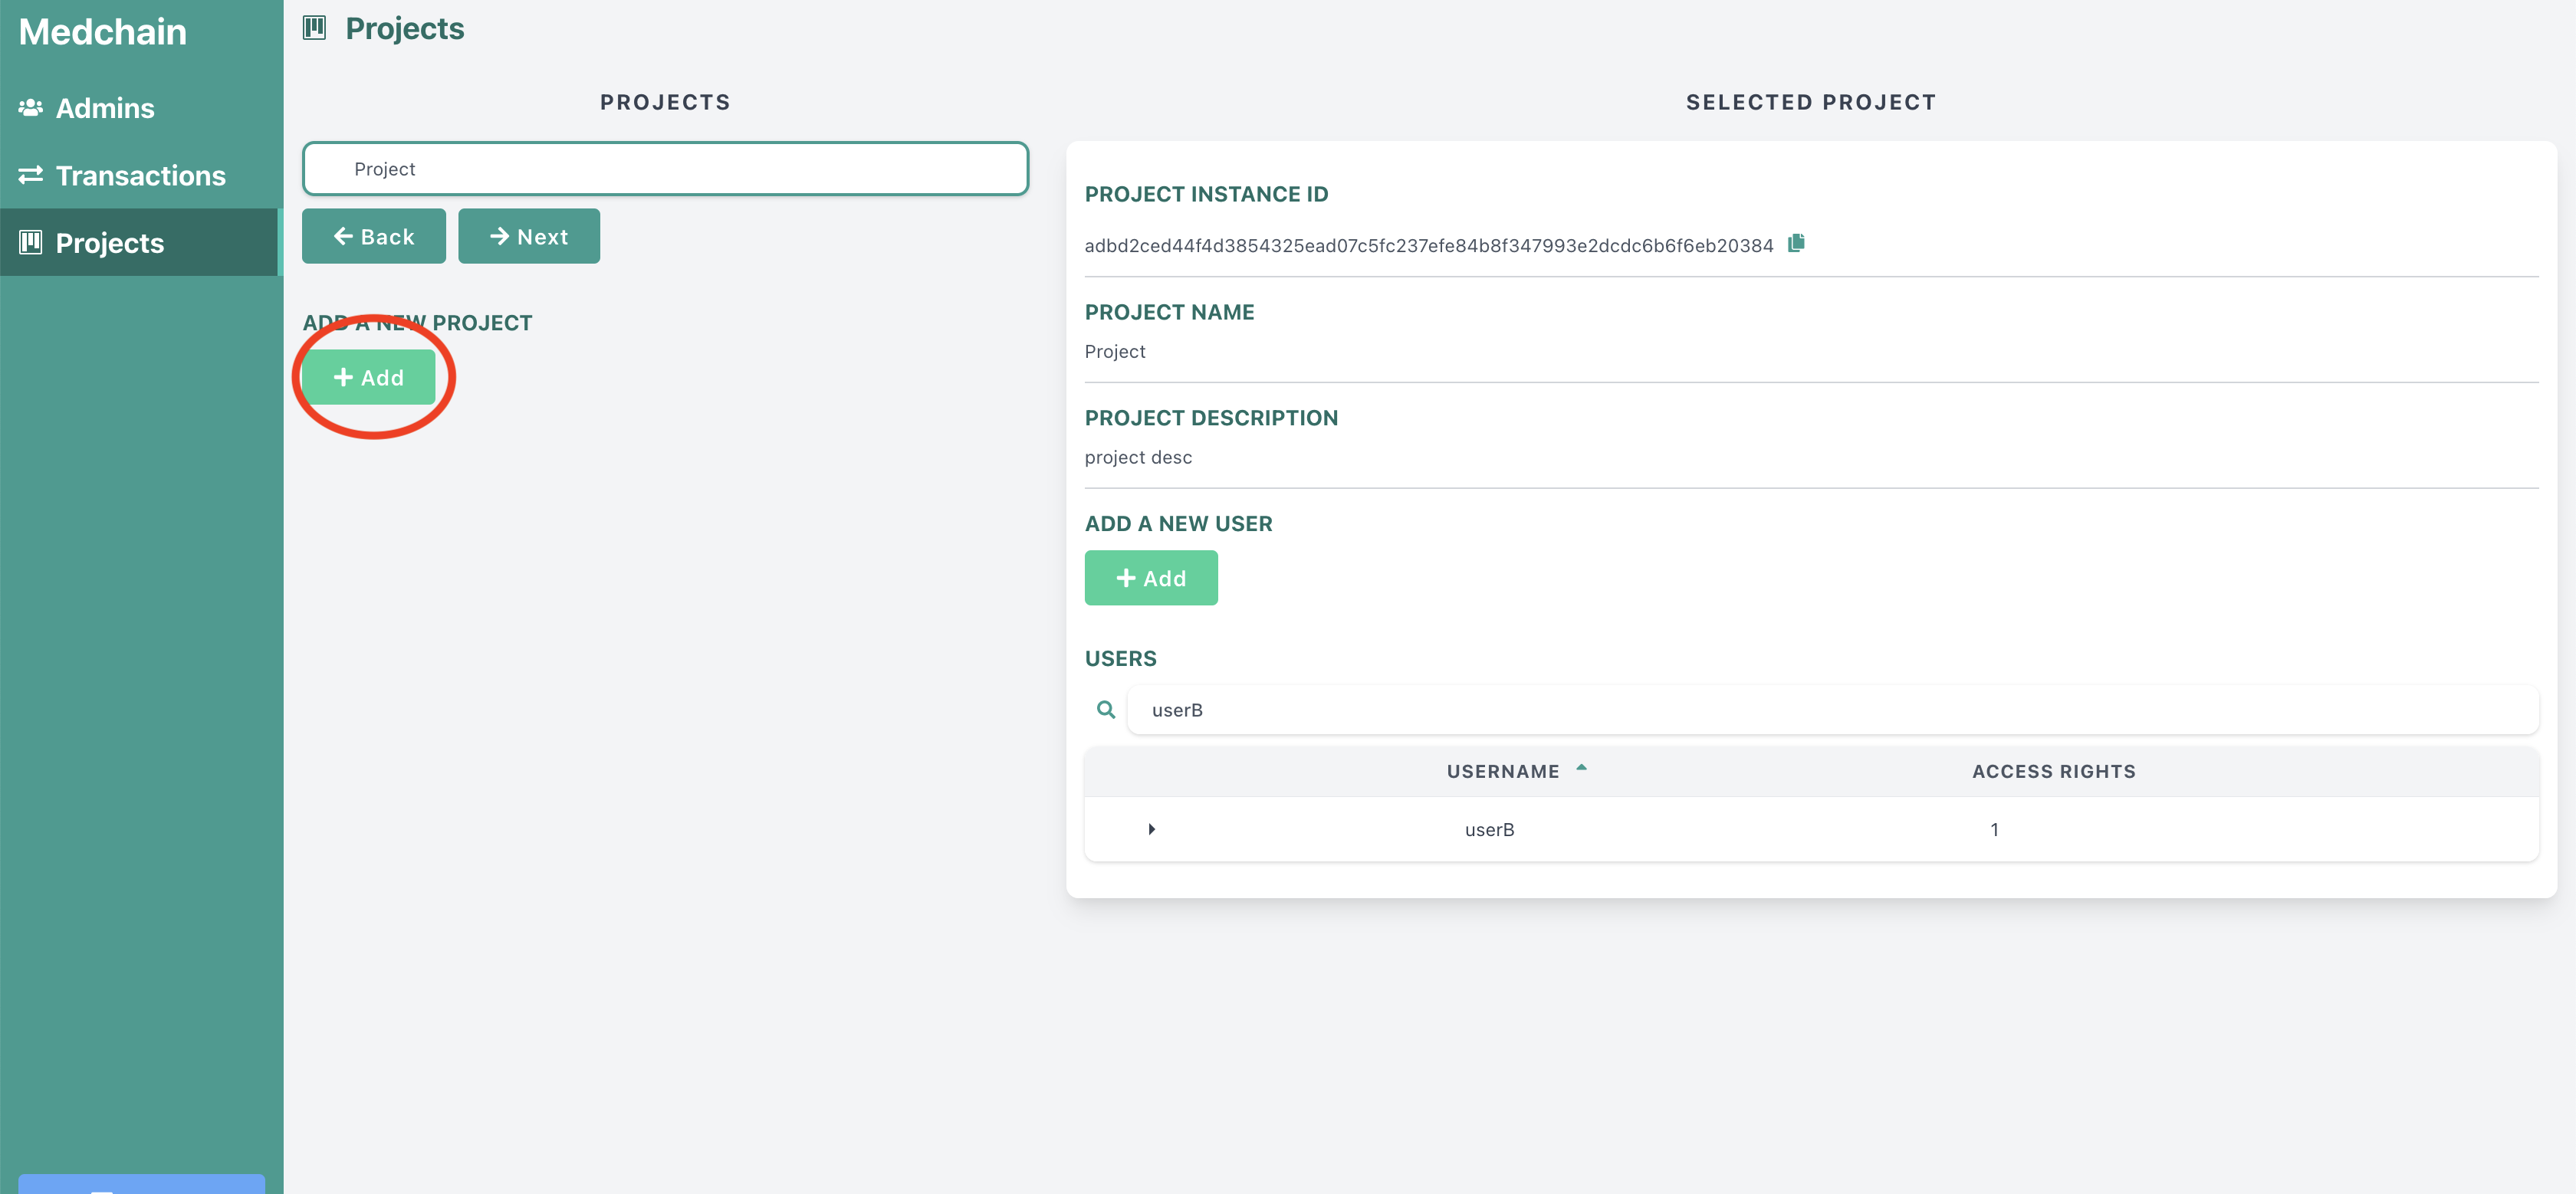 Medchain
Admins
Transactions
Projects
Projects
PROJECTS
Project
Back
Next
ADD A NEW PROJECT
Add
SELECTED PROJECT
PROJECT INSTANCE ID
adbd2ced44f4d3854325ead07c5fc237efe84b8f347993e2dcdc6b6f6eb20384
PROJECT NAME
Project
PROJECT DESCRIPTION
project desc
ADD A NEW USER
Add
USERS
userB
USERNAME ACCESS RIGHTS
userB 1